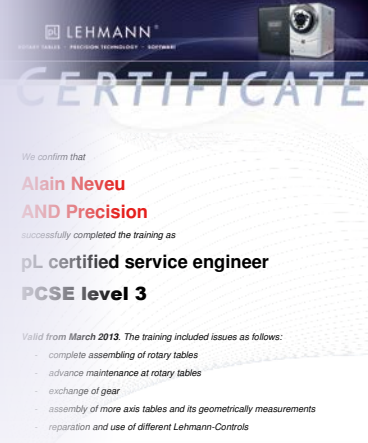 pL LEHMANN®
ROTARY TABLES · PRECISION TECHNOLOGY · SOFTWARE
CERTIFICATE
We confirm that
Alain Neveu
AND Precision
successfully completed the training as
pL certified service engineer
PCSE level 3
Valid from March 2013. The training included issues as follows:
- complete assembling of rotary tables
- advance maintenance at rotary tables
- exchange of gear
- assembly of more axis tables and its geometrically measurements
- reparation and use of different Lehmann-Controls